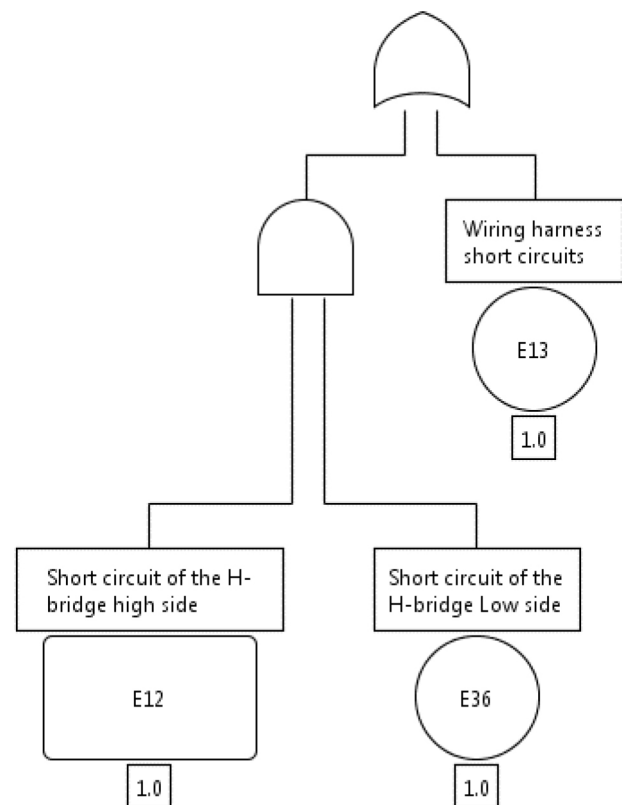 Wiring harness
short circuits
E13
1.0
Short circuit of the H-
bridge high side
E12
1.0
Short circuit of the
H-bridge Low side
E36
1.0